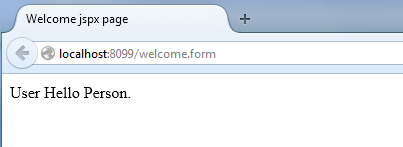 Welcome jspx page
localhost:8099/welcome.form
User Hello Person.